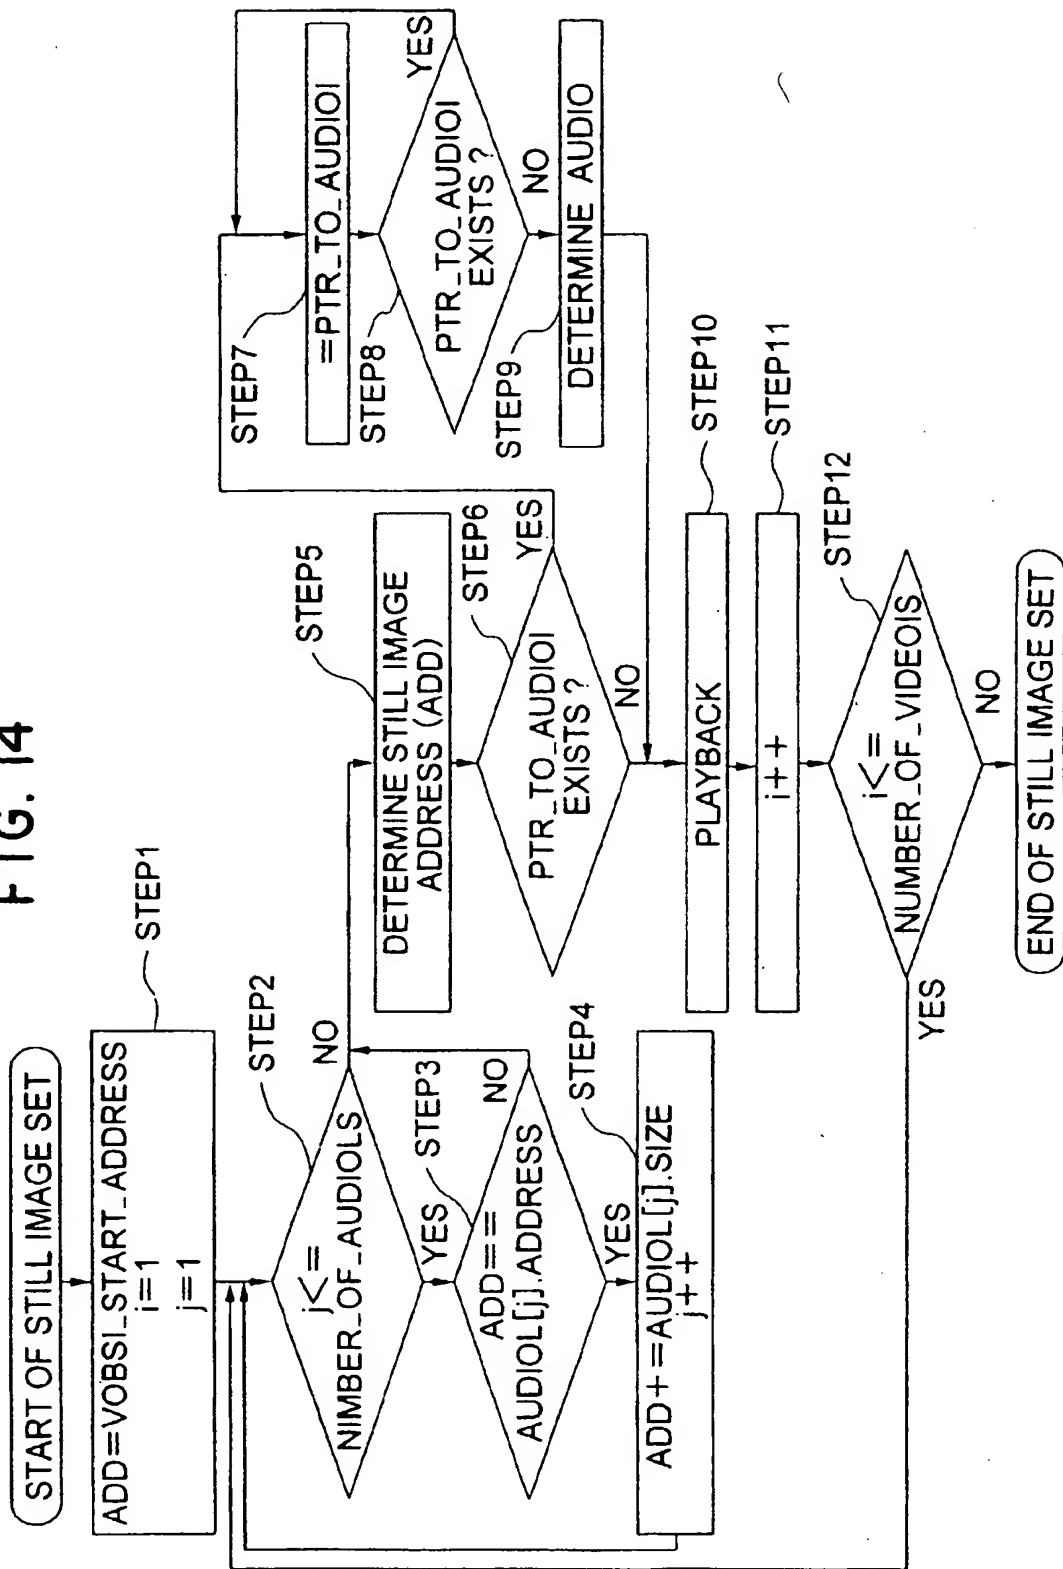 FIG. 14
START OF STILL IMAGE SET
ADD=VOBSI_START_ADDRESS
i=1
j=1
STEP1
j<=
NIMBER_OF_AUDIOLS
STEP2
NO
YES
ADD==
AUDIOL[j].ADDRESS
STEP3
NO
YES
ADD+=AUDIOL[j].SIZE
j++
STEP4
DETERMINE STILL IMAGE
ADDRESS (ADD)
STEP5
PTR_TO_AUDIOI
EXISTS?
STEP6
YES
NO
STEP7
=PTR_TO_AUDIOI
STEP8
PTR_TO_AUDIOI
EXISTS?
YES
NO
STEP9
DETERMINE AUDIO
PLAYBACK
STEP10
i++
STEP11
i<=
NUMBER_OF_VIDEOIS
STEP12
YES
NO
END OF STILL IMAGE SET